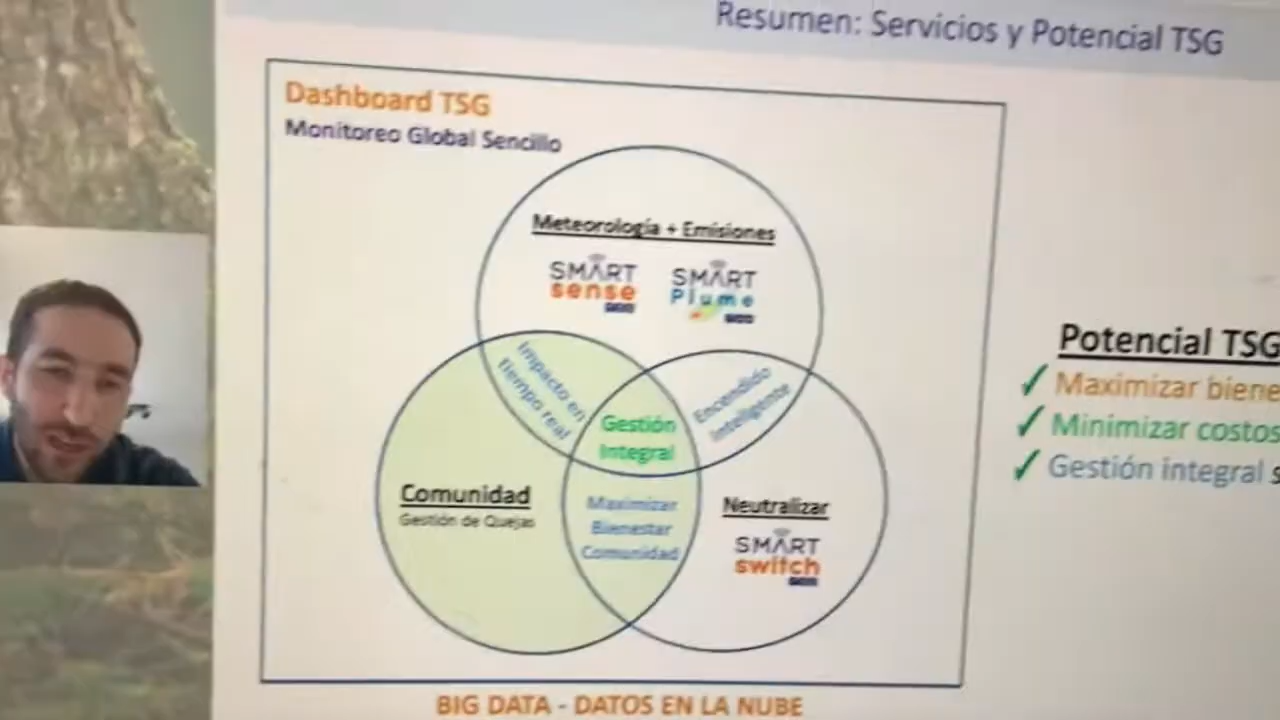 Resumen: Servicios y Potencial TSG
Dashboard TSG
Monitoreo Global Sencillo
Meteorología + Emisiones
SMART
sense
SMART
Plume
Impacto en
tiempo real
Encendido
Inteligente
Gestión
Integral
Comunidad
Gestión de Quejas
Maximizar
Bienestar
Comunidad
Neutralizar
SMART
switch
Potencial TSG
✓ Maximizar biene
✓ Minimizar costos
✓ Gestión integral s
BIG DATA - DATOS EN LA NUBE